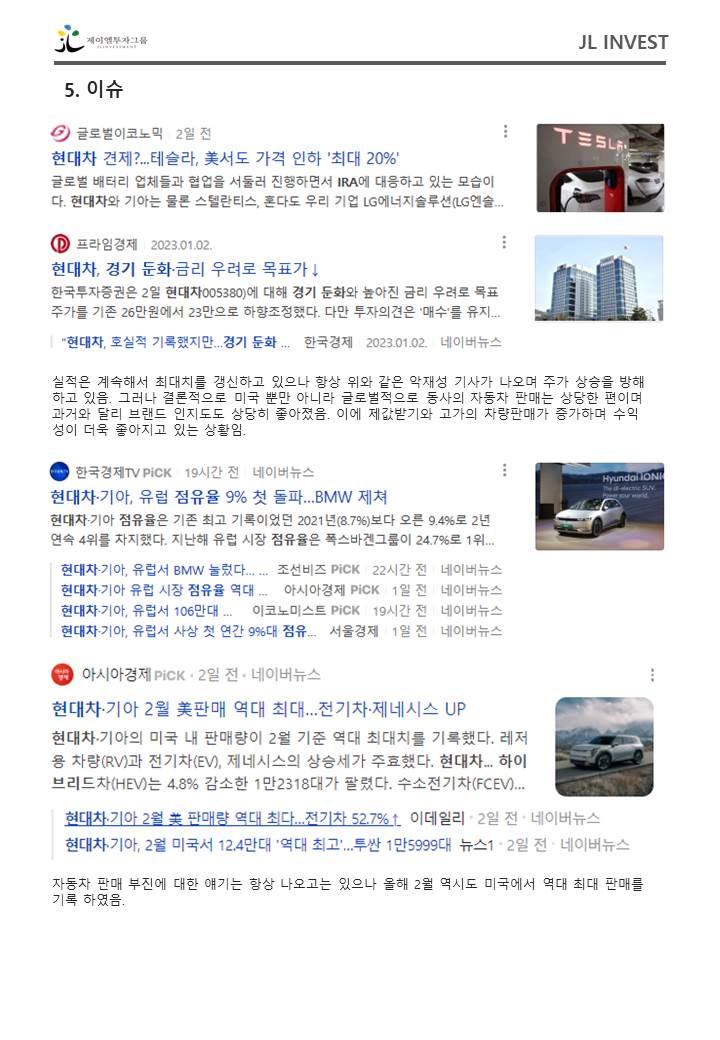 제이엘투자그룹
JLINVESTMENT
JL INVEST
5. 이슈
글로벌이코노믹 2일 전
현대차 견제?...테슬라, 美서도 가격 인하 '최대 20%'
글로벌 배터리 업체들과 협업을 서둘러 진행하면서 IRA에 대응하고 있는 모습이
다. 현대차와 기아는 물론 스텔란티스, 혼다도 우리 기업 LG에너지솔루션(LG엔솔...
TESLA
프라임경제 2023.01.02.
현대차, 경기 둔화·금리 우려로 목표가↓
한국투자증권은 2일 현대차005380)에 대해 경기 둔화와 높아진 금리 우려로 목표
주가를 기존 26만원에서 23만으로 하향조정했다. 다만 투자의견은 '매수'를 유지...
"현대차, 호실적 기록했지만...경기 둔화 ... 한국경제 2023.01.02. 네이버뉴스
실적은 계속해서 최대치를 갱신하고 있으나 항상 위와 같은 악재성 기사가 나오며 주가 상승을 방해
하고 있음. 그러나 결론적으로 미국 뿐만 아니라 글로벌적으로 동사의 자동차 판매는 상당한 편이며
과거와 달리 브랜드 인지도도 상당히 좋아졌음. 이에 제값받기와 고가의 차량판매가 증가하며 수익
성이 더욱 좋아지고 있는 상황임.
한국경제TV PiCK 19시간 전 네이버뉴스
현대차·기아, 유럽 점유율 9% 첫 돌파...BMW 제쳐
현대차·기아 점유율은 기존 최고 기록이었던 2021년(8.7%)보다 오른 9.4%로 2년
연속 4위를 차지했다. 지난해 유럽 시장 점유율은 폭스바겐그룹이 24.7%로 1위...
Hyundai IONIQ
The all-electric SUV.
Power your world.
현대차·기아, 유럽서 BMW 눌렀다... ... 조선비즈 PiCK 22시간 전 네이버뉴스
현대차·기아 유럽 시장 점유율 역대 ... 아시아경제 PiCK 1일 전 네이버뉴스
현대차·기아, 유럽서 106만대 ... 이코노미스트 PiCK 19시간 전 네이버뉴스
현대차·기아, 유럽서 사상 첫 연간 9%대 점유... 서울경제 1일 전 네이버뉴스
아시아경제
아시아경제 PiCK · 2일 전 · 네이버뉴스
현대차·기아 2월 美판매 역대 최대...전기차·제네시스 UP
현대차·기아의 미국 내 판매량이 2월 기준 역대 최대치를 기록했다. 레저
용 차량(RV)과 전기차(EV), 제네시스의 상승세가 주효했다. 현대차... 하이
브리드차(HEV)는 4.8% 감소한 1만2318대가 팔렸다. 수소전기차(FCEV)...
현대차·기아 2월 美 판매량 역대 최다...전기차 52.7%↑ 이데일리 · 2일 전 · 네이버뉴스
현대차·기아, 2월 미국서 12.4만대 '역대 최고'...투싼 1만5999대 뉴스1 · 2일 전 · 네이버뉴스
자동차 판매 부진에 대한 얘기는 항상 나오고는 있으나 올해 2월 역시도 미국에서 역대 최대 판매를
기록 하였음.